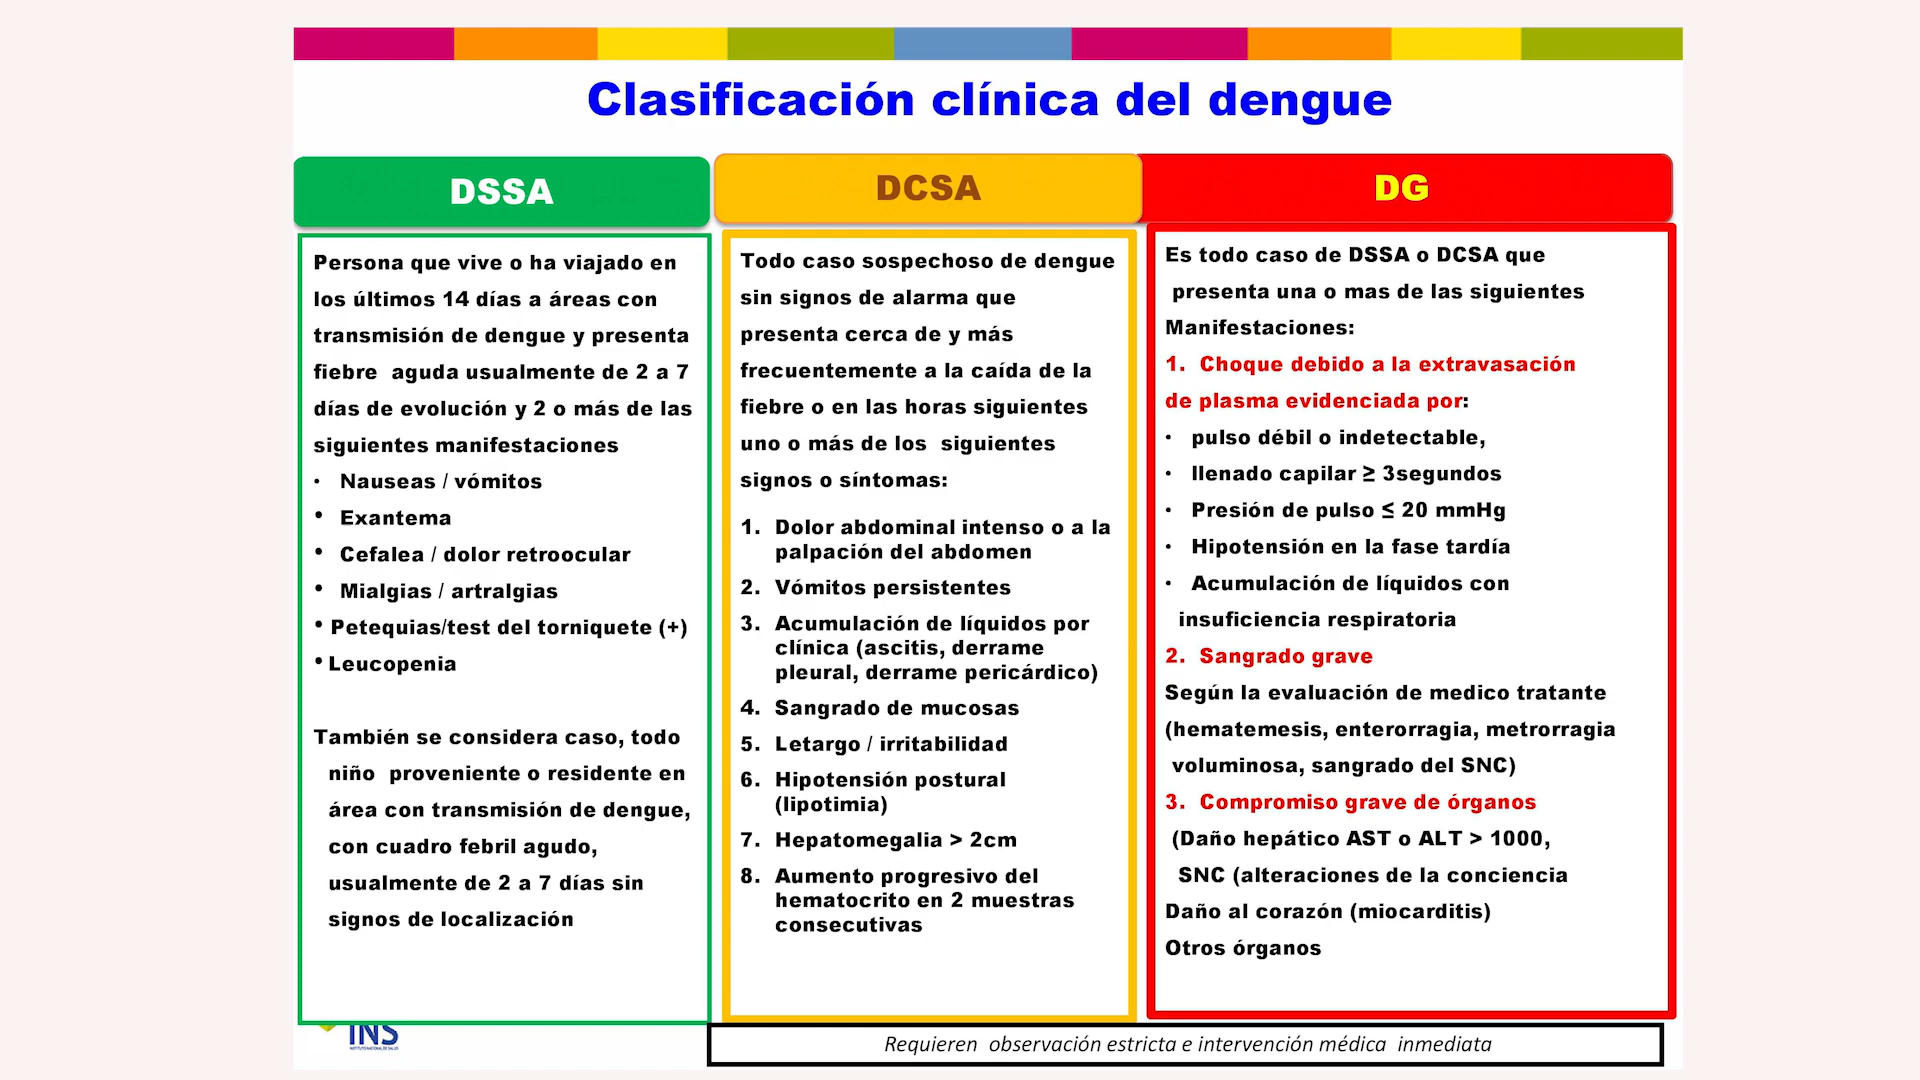 Clasificación clínica del dengue
DSSA
Persona que vive o ha viajado en
los últimos 14 días a áreas con
transmisión de dengue y presenta
fiebre aguda usualmente de 2 a 7
días de evolución y 2 o más de las
siguientes manifestaciones
• Nauseas / vómitos
• Exantema
• Cefalea / dolor retroocular
• Mialgias / artralgias
• Petequias/test del torniquete (+)
• Leucopenia
También se considera caso, todo
niño proveniente o residente en
área con transmisión de dengue,
con cuadro febril agudo,
usualmente de 2 a 7 días sin
signos de localización
DCSA
Todo caso sospechoso de dengue
sin signos de alarma que
presenta cerca de y más
frecuentemente a la caída de la
fiebre o en las horas siguientes
uno o más de los siguientes
signos o síntomas:
1. Dolor abdominal intenso o a la
palpación del abdomen
2. Vómitos persistentes
3. Acumulación de líquidos por
clínica (ascitis, derrame
pleural, derrame pericárdico)
4. Sangrado de mucosas
5. Letargo / irritabilidad
6. Hipotensión postural
(lipotimia)
7. Hepatomegalia > 2cm
8. Aumento progresivo del
hematocrito en 2 muestras
consecutivas
DG
Es todo caso de DSSA o DCSA que
presenta una o mas de las siguientes
Manifestaciones:
1. Choque debido a la extravasación
de plasma evidenciada por:
• pulso débil o indetectable,
• llenado capilar ≥ 3segundos
• Presión de pulso ≤ 20 mmHg
• Hipotensión en la fase tardía
• Acumulación de líquidos con
insuficiencia respiratoria
2. Sangrado grave
Según la evaluación de medico tratante
(hematemesis, enterorragia, metrorragia
voluminosa, sangrado del SNC)
3. Compromiso grave de órganos
(Daño hepático AST o ALT > 1000,
SNC (alteraciones de la conciencia
Daño al corazón (miocarditis)
Otros órganos
INS
INSTITUTO NACIONAL DE SALUD
Requieren observación estricta e intervención médica inmediata